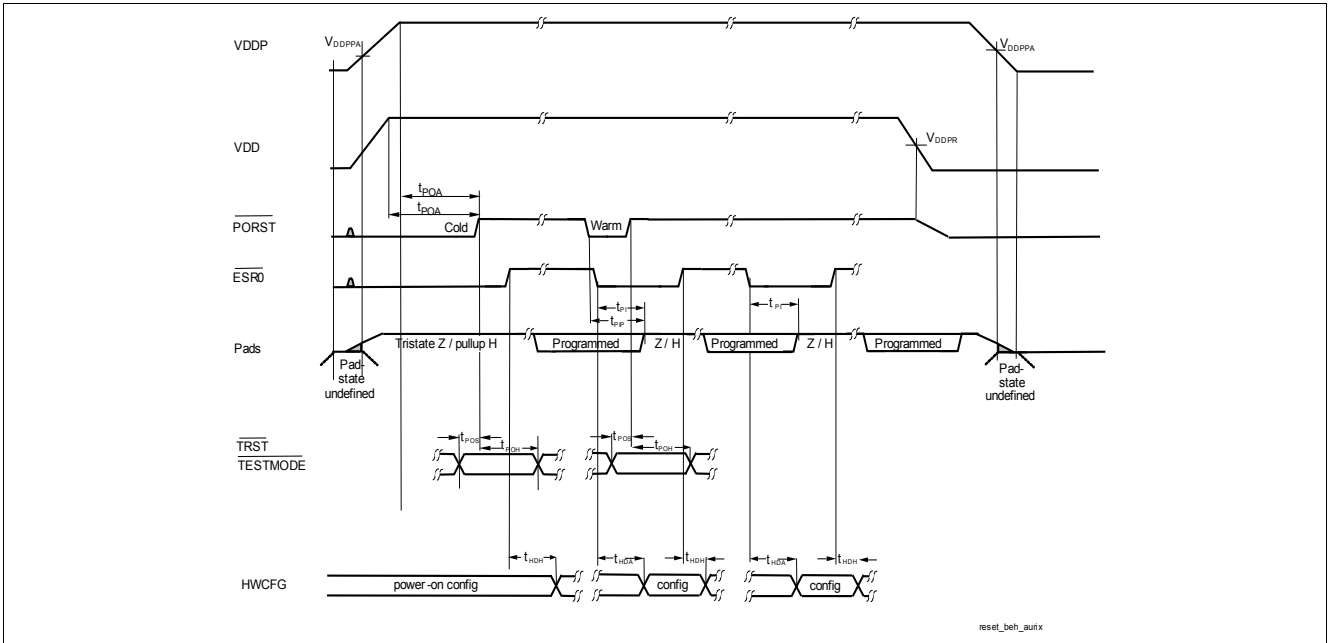 VDDP
VDDPPA
VDDPPA
VDD
VDDPR
tPOA
tPOA
PORST
Cold
Warm
ESR0
tPI
tPI
tPIP
Pads
Tristate Z / pullup H
Programmed
Z / H
Programmed
Z / H
Programmed
Pad-
state
undefined
Pad-
state
undefined
TRST
TESTMODE
tPOS
tPOH
tPOS
tPOH
tHDH
tHDA
tHDH
tHDA
tHDH
HWCFG
power-on config
config
config
reset_beh_aurix